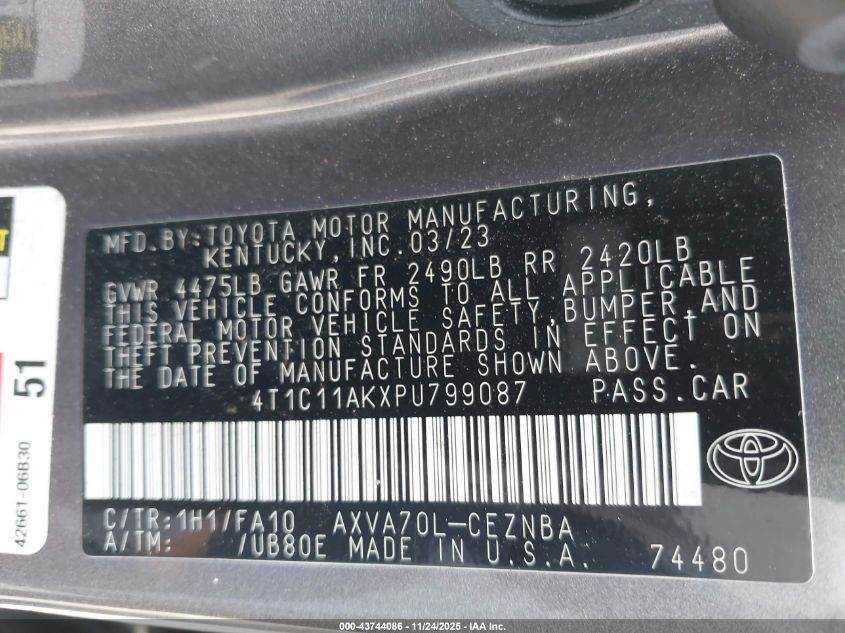 MFD.BY:TOYOTA MOTOR MANUFACTURING,
KENTUCKY,INC.03/23
GVWR 4475LB GAWR FR 2490LB RR 2420LB
THIS VEHICLE CONFORMS TO ALL APPLICABLE
FEDERAL MOTOR VEHICLE SAFETY,BUMPER,AND
THEFT PREVENTION STANDARDS IN EFFECT ON
THE DATE OF MANUFACTURE SHOWN ABOVE.
4T1C11AKXPU799087 PASS.CAR
C/TR:1H1/FA10 AXVA70L-CEZNBA
A/TM: /UB80E MADE IN U.S.A. 74480
51
42661-06B30
000-43744086 - 11/24/2025 - IAA Inc.